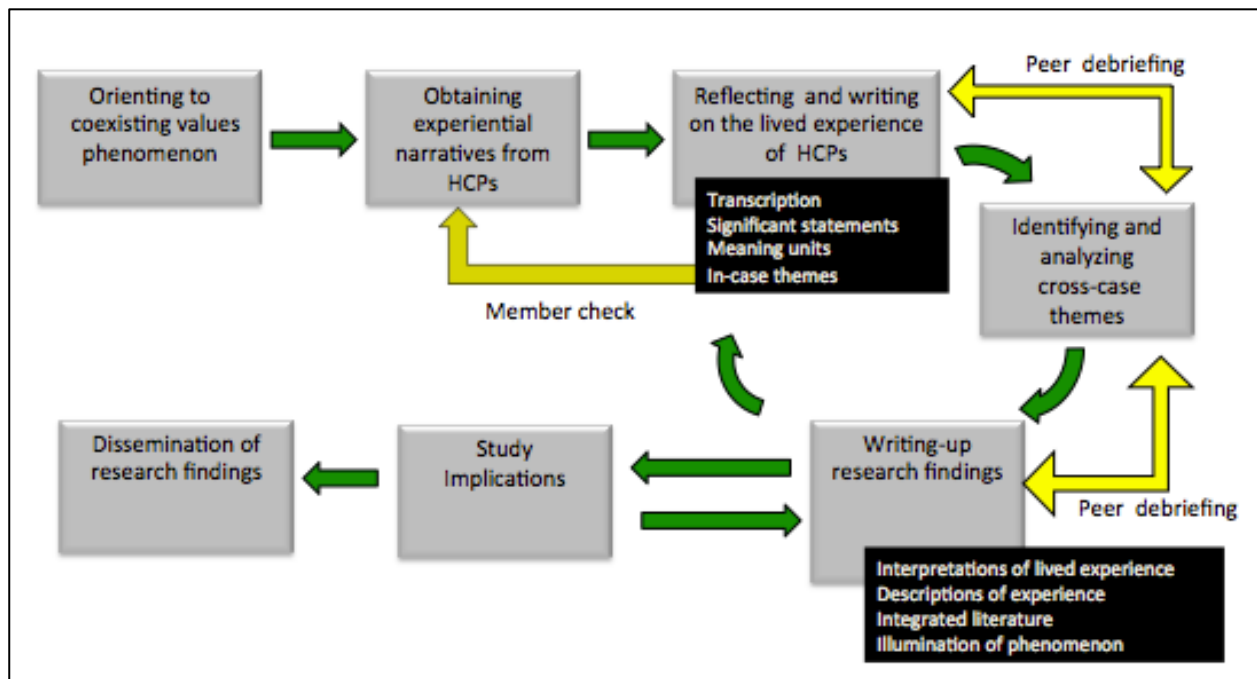 Orienting to
coexisting values
phenomenon
Obtaining
experiential
narratives from
HCPs
Reflecting and writing
on the lived experience
of HCPs
Peer debriefing
Transcription
Significant statements
Meaning units
In-case themes
Member check
Identifying and
analyzing
cross-case
themes
Dissemination of
research findings
Study
Implications
Writing-up
research findings
Peer debriefing
Interpretations of lived experience
Descriptions of experience
Integrated literature
Illumination of phenomenon